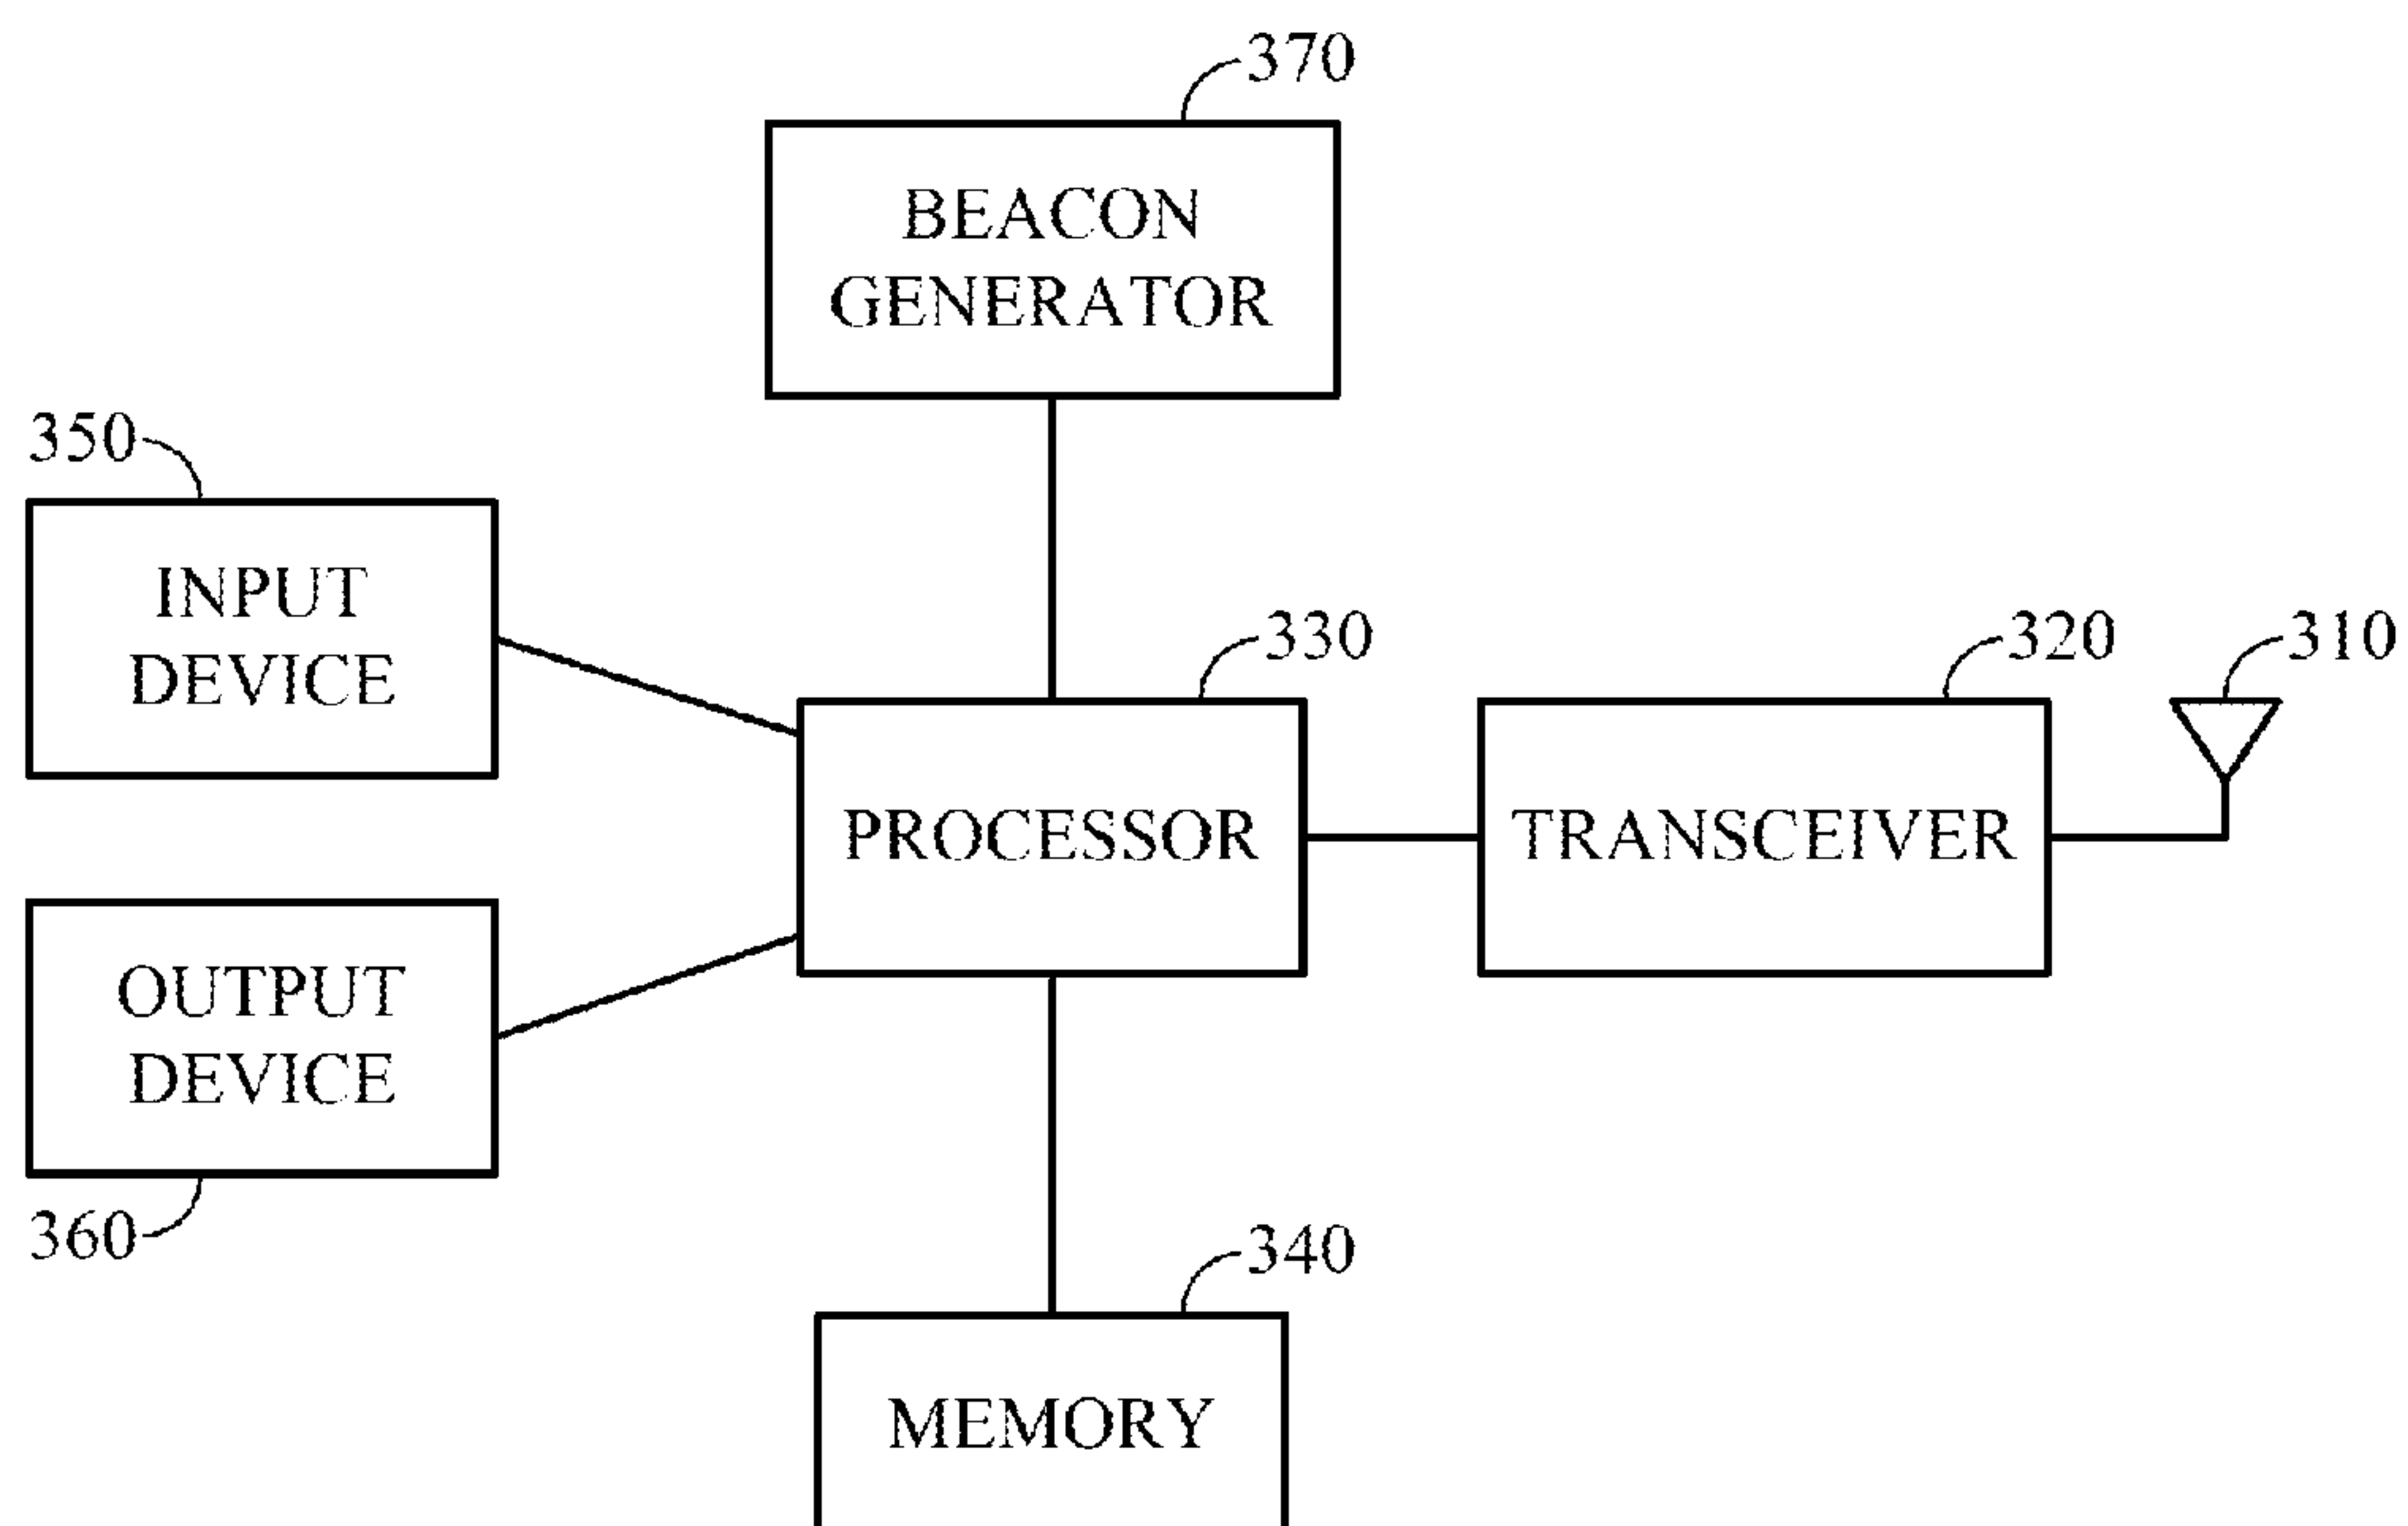 370
BEACON
GENERATOR
350
INPUT
DEVICE
330
320
310
PROCESSOR
TRANSCEIVER
OUTPUT
DEVICE
360
340
MEMORY